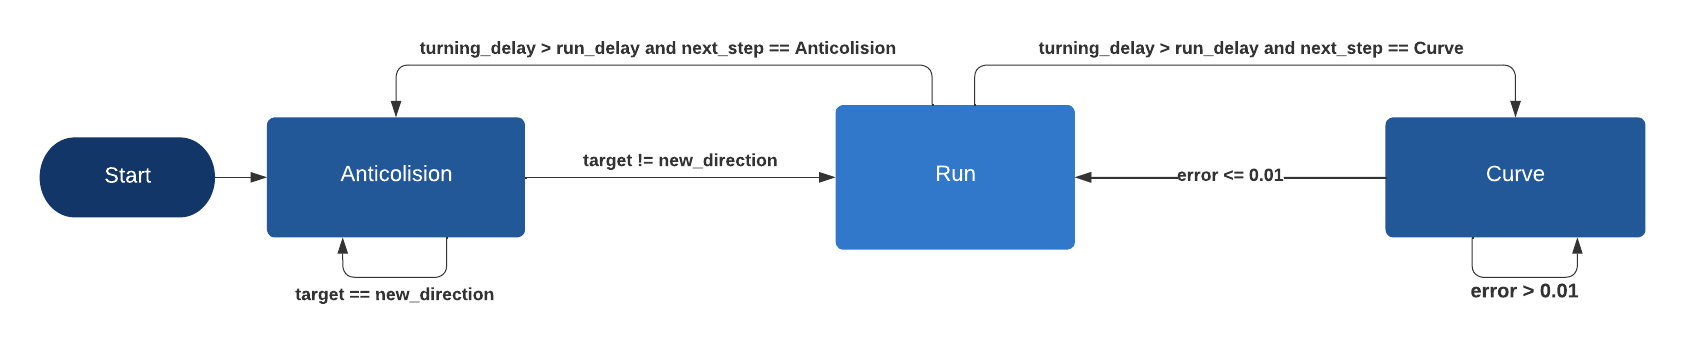 turning_delay > run_delay and next_step == Anticolision
turning_delay > run_delay and next_step == Curve
Start
Anticolision
target != new_direction
Run
error <= 0.01
Curve
target == new_direction
error > 0.01